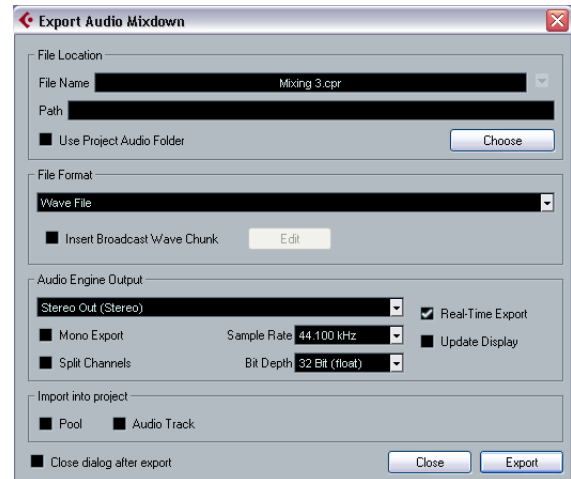 Export Audio Mixdown
File Location
File Name Mixing 3.cpr
Path
Use Project Audio Folder Choose
File Format
Wave File
Insert Broadcast Wave Chunk Edit
Audio Engine Output
Stereo Out (Stereo) Real-Time Export
Mono Export Sample Rate 44.100 kHz Update Display
Split Channels Bit Depth 32 Bit (float)
Import into project
Pool Audio Track
Close dialog after export Close Export